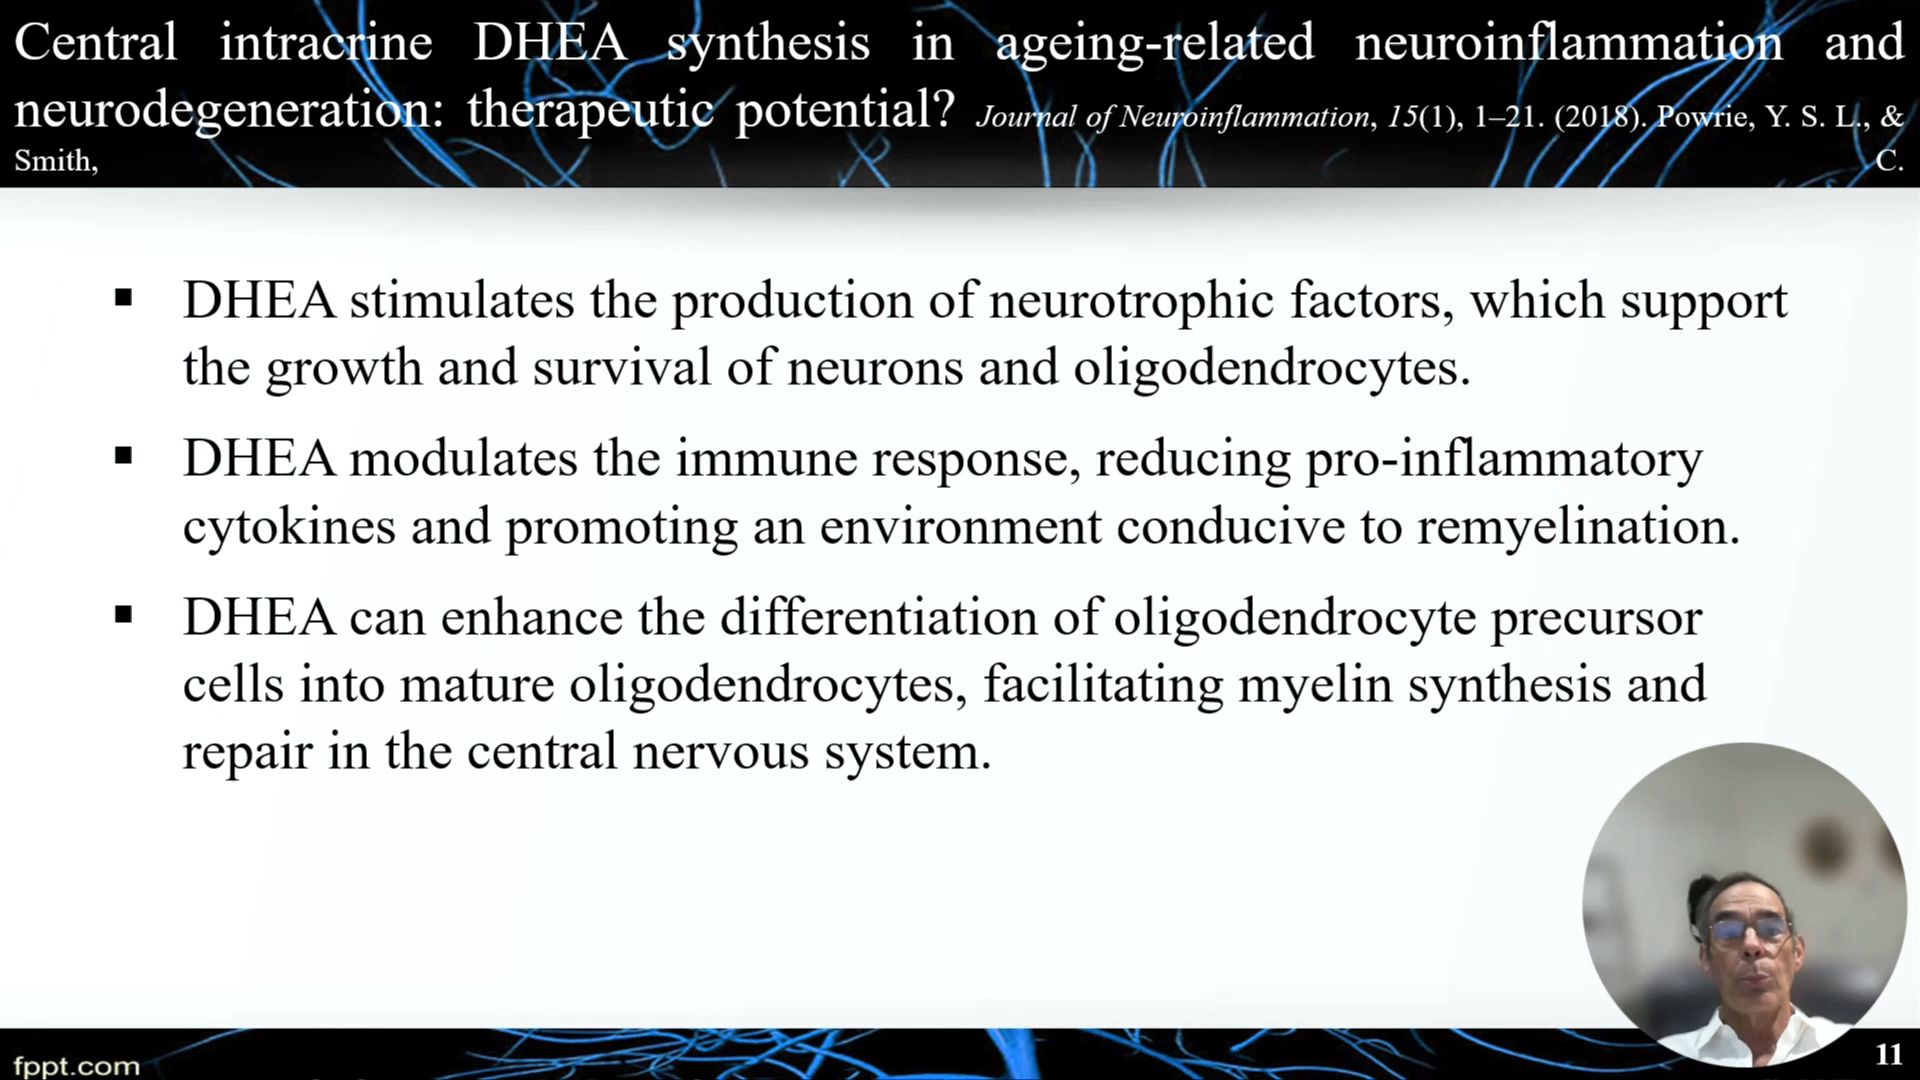 Central intracrine DHEA synthesis in ageing-related neuroinflammation and
neurodegeneration: therapeutic potential? Journal of Neuroinflammation, 15(1), 1–21. (2018). Powrie, Y. S. L., &
Smith, C.
▪ DHEA stimulates the production of neurotrophic factors, which support
the growth and survival of neurons and oligodendrocytes.
▪ DHEA modulates the immune response, reducing pro-inflammatory
cytokines and promoting an environment conducive to remyelination.
▪ DHEA can enhance the differentiation of oligodendrocyte precursor
cells into mature oligodendrocytes, facilitating myelin synthesis and
repair in the central nervous system.
fppt.com
11